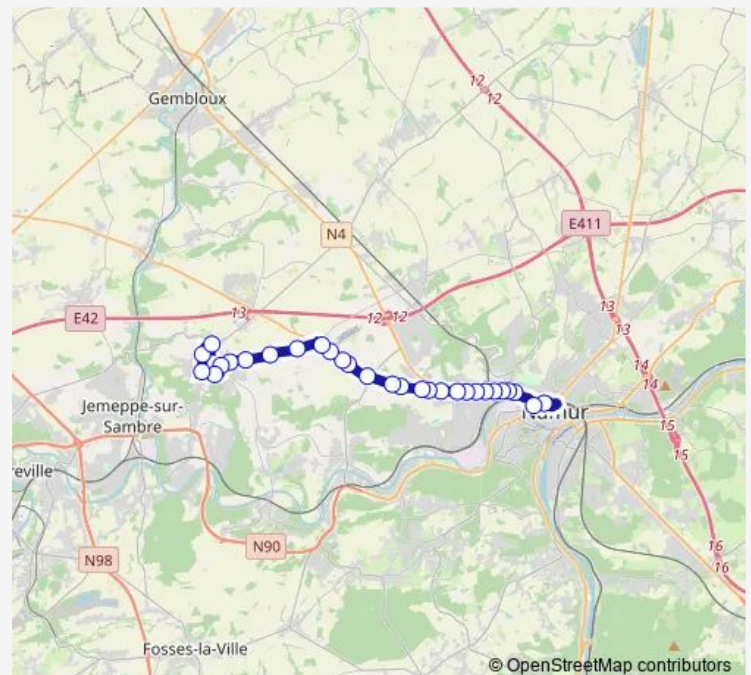 12
12
Gembloux
E411
N4
E42
13
12
12
13
13
14
14
Jemeppe-sur-
Sambre
Namur
15
15
reville
N90
N98
16
16
Fosses-la-Ville
© OpenStreetMap contributors